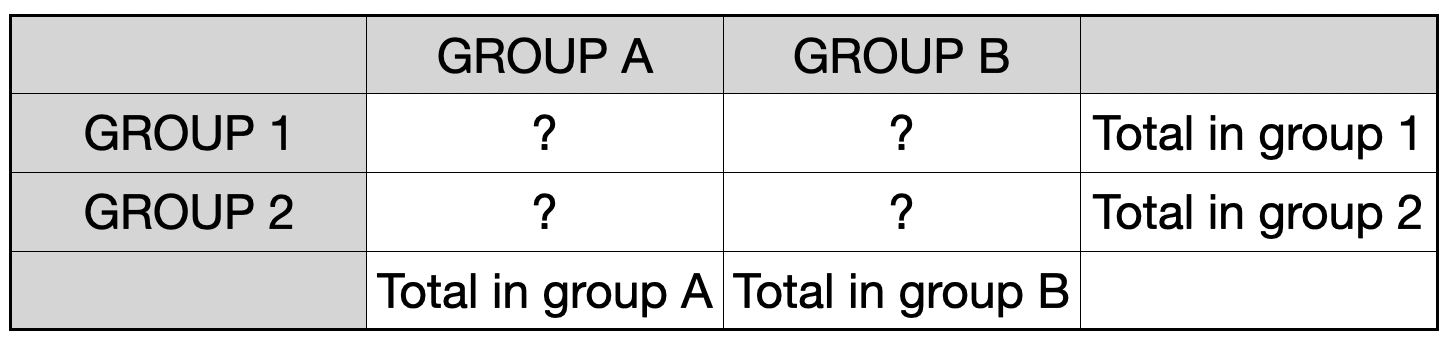 GROUP A GROUP B
GROUP 1 ? ? Total in group 1
GROUP 2 ? ? Total in group 2
Total in group A Total in group B